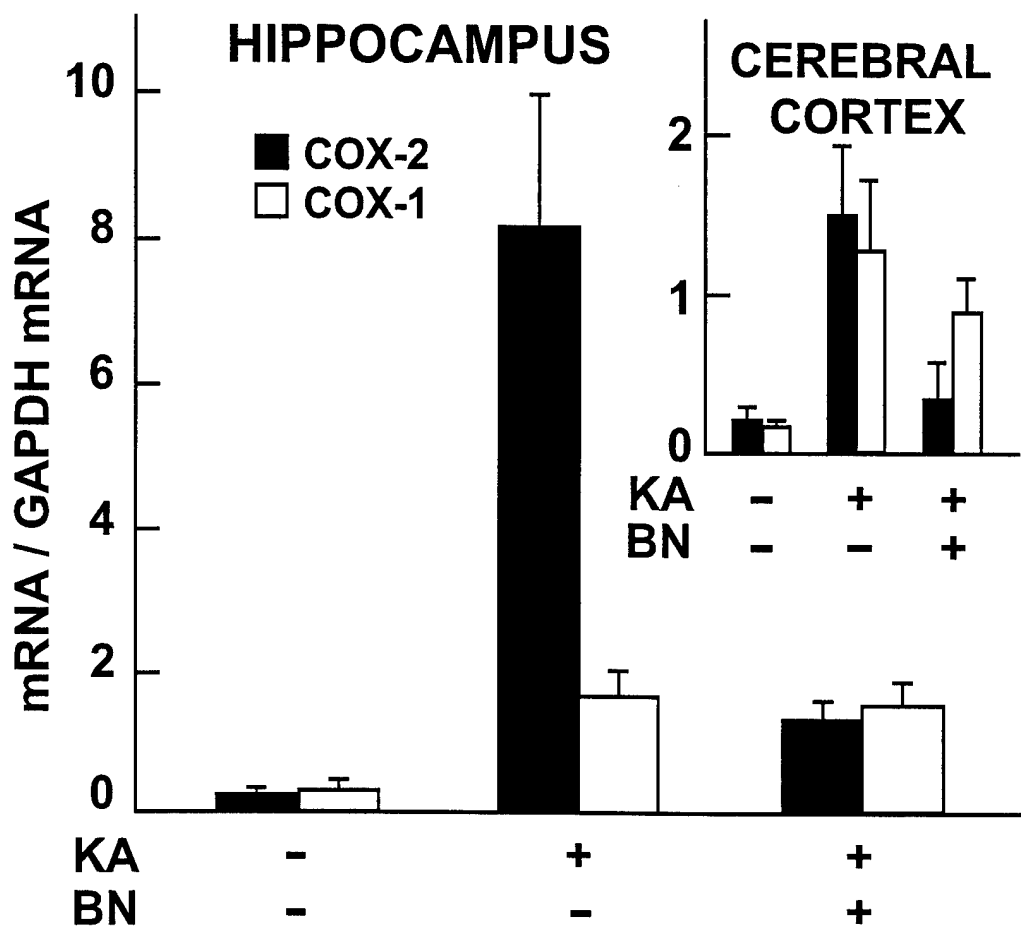 HIPPOCAMPUS
COX-2
COX-1
mRNA / GAPDH mRNA
10
8
6
4
2
0
KA - + +
BN - - +
CEREBRAL
CORTEX
2
1
0
KA - + +
BN - - +